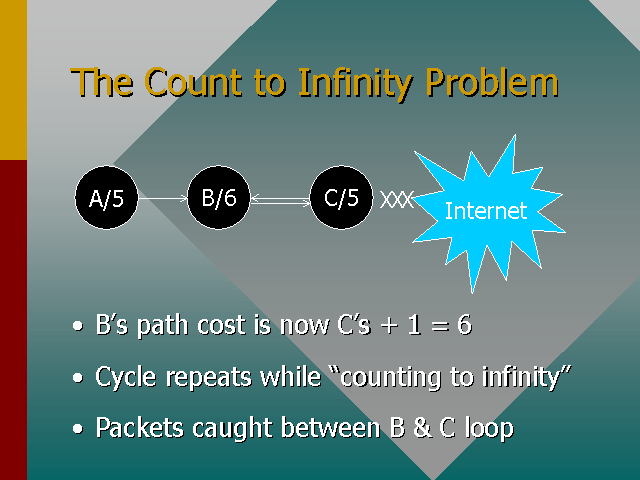 The Count to Infinity Problem
A/5 B/6 C/5 XXX Internet
• B’s path cost is now C’s + 1 = 6
• Cycle repeats while “counting to infinity”
• Packets caught between B & C loop